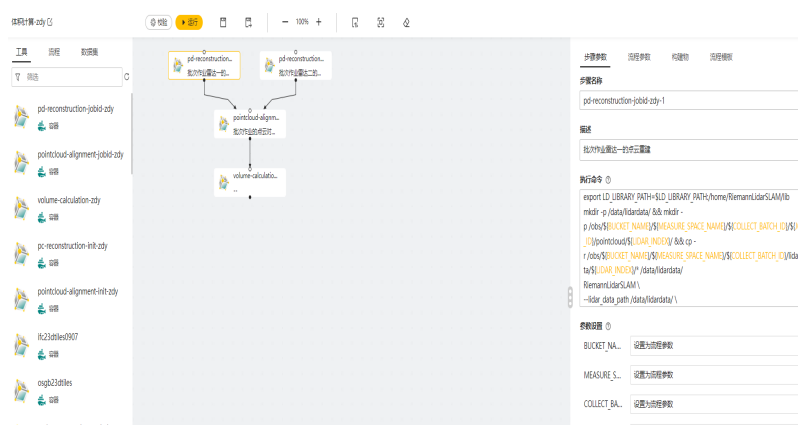 体积计算-zdy
校验
运行
100%
工具 流程 数据集
筛选
pd-reconstruction-jobid-zdy
容器
pointcloud-alignment-jobid-zdy
容器
volume-calculation-zdy
容器
pc-reconstruction-init-zdy
容器
pointcloud-alignment-init-zdy
容器
ifc23dtiles0907
容器
osgb23dtiles
容器
pd-reconstruction...
批次作业雷达一的...
pd-reconstruction...
批次作业雷达二的...
pointcloud-alignm...
批次作业的点云对...
volume-calculatio...
...
步骤参数 流程参数 构建物 流程模板
步骤名称
pd-reconstruction-jobid-zdy-1
描述
批次作业雷达一的点云重建
执行命令
export LD_LIBRARY_PATH=$LD_LIBRARY_PATH:/home/RiemannLidarSLAM/lib
mkdir -p /data/lidardata/ && mkdir -
p /obs/${BUCKET_NAME}/${MEASURE_SPACE_NAME}/${COLLECT_BATCH_ID}/${
_ID}/pointcloud/${LIDAR_INDEX}/ && cp -
r /obs/${BUCKET_NAME}/${MEASURE_SPACE_NAME}/${COLLECT_BATCH_ID}/lida
ta/${LIDAR_INDEX}/* /data/lidardata/
RiemannLidarSLAM \
--lidar_data_path /data/lidardata/ \
参数设置
BUCKET_NA... 设置为流程参数
MEASURE_S... 设置为流程参数
COLLECT_BA... 设置为流程参数